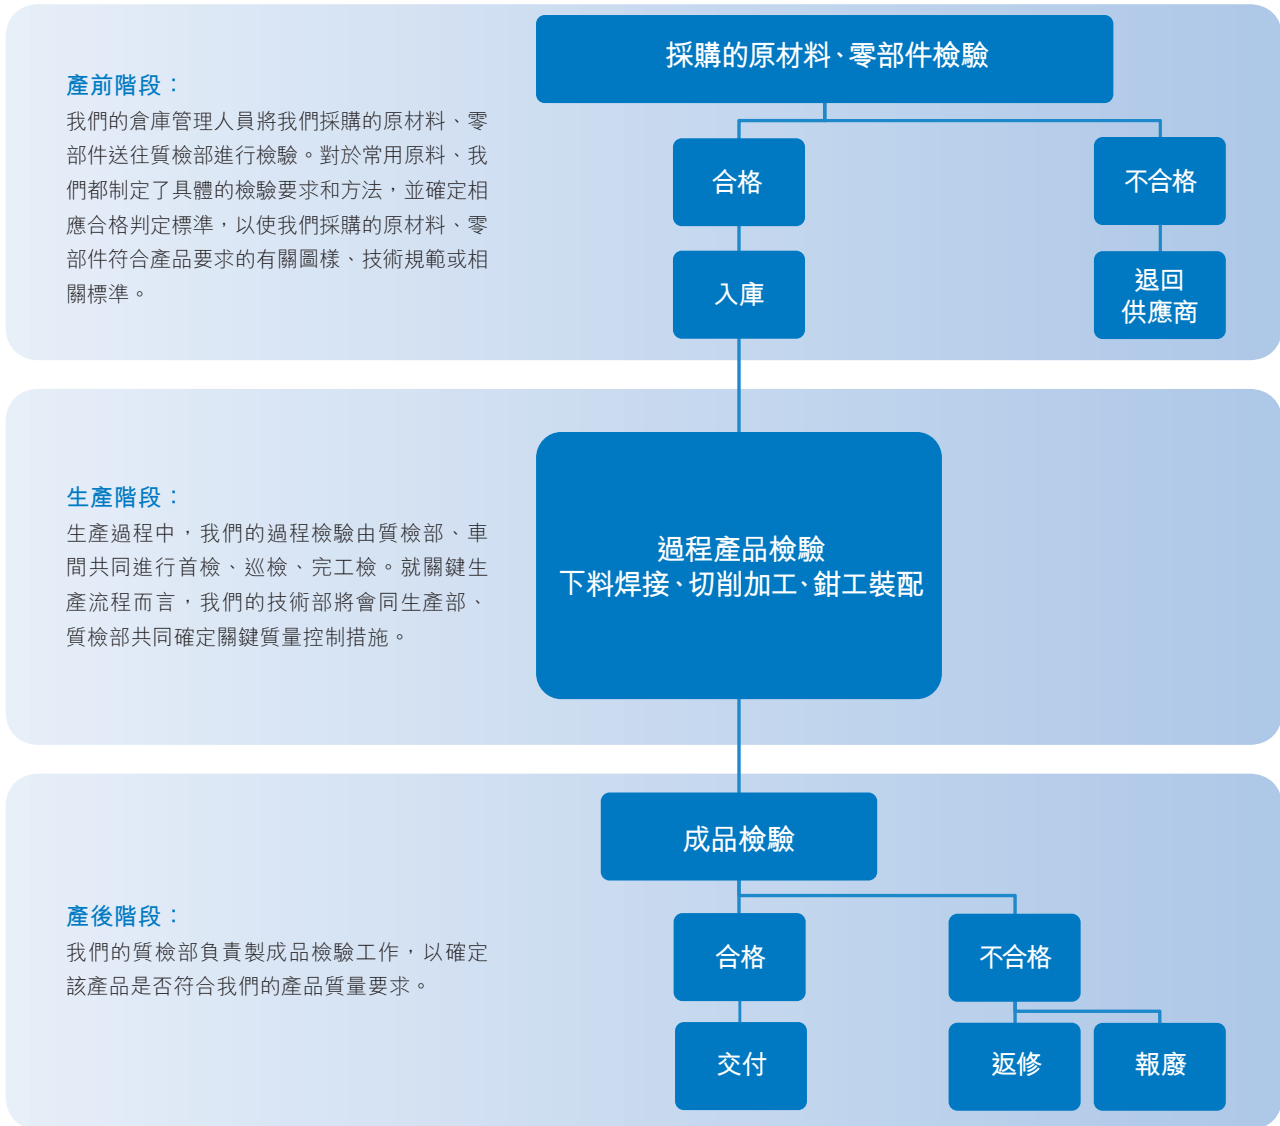 採購的原材料、零部件檢驗
產前階段：
我們的倉庫管理人員將我們採購的原材料、零
部件送往質檢部進行檢驗。對於常用原料、我
們都制定了具體的檢驗要求和方法，並確定相
應合格判定標準，以使我們採購的原材料、零
部件符合產品要求的有關圖樣、技術規範或相
關標準。
合格
不合格
入庫
退回
供應商
生產階段：
生產過程中，我們的過程檢驗由質檢部、車
間共同進行首檢、巡檢、完工檢。就關鍵生
產流程而言，我們的技術部將會同生產部、
質檢部共同確定關鍵質量控制措施。
過程產品檢驗
下料焊接、切削加工、鉗工裝配
成品檢驗
產後階段：
我們的質檢部負責製成品檢驗工作，以確定
該產品是否符合我們的產品質量要求。
合格
不合格
交付
返修
報廢